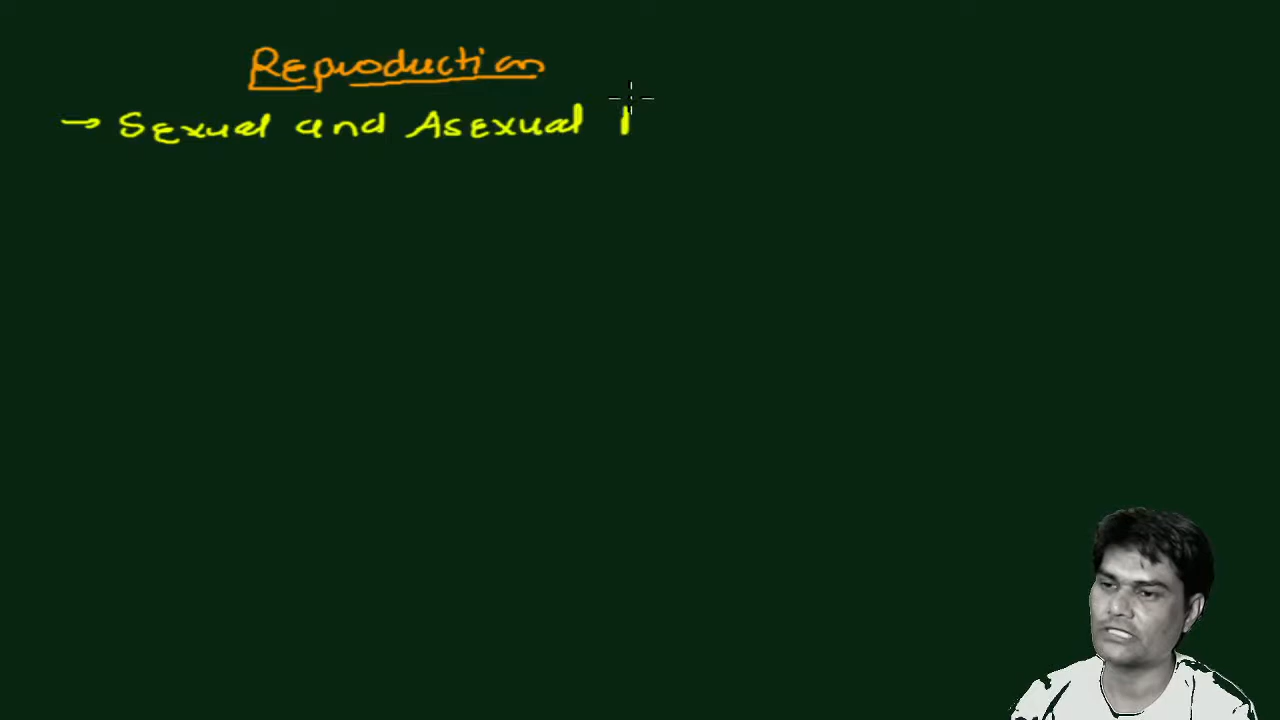 Reproduction
→ Sexual and Asexual